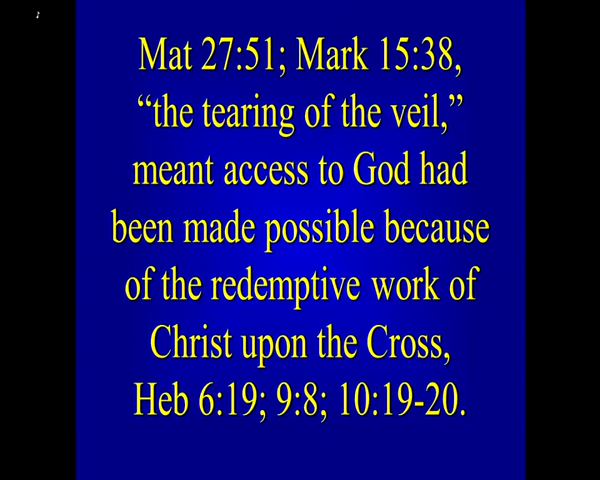 Mat 27:51; Mark 15:38,
“the tearing of the veil,”
meant access to God had
been made possible because
of the redemptive work of
Christ upon the Cross,
Heb 6:19; 9:8; 10:19-20.